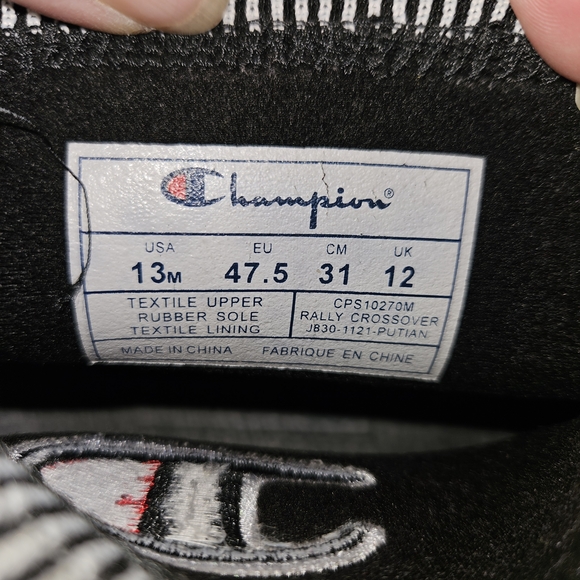 Champion®
USA EU CM UK
13M 47.5 31 12
TEXTILE UPPER
RUBBER SOLE
TEXTILE LINING
CPS10270M
RALLY CROSSOVER
JB30-1121-PUTIAN
MADE IN CHINA FABRIQUE EN CHINE